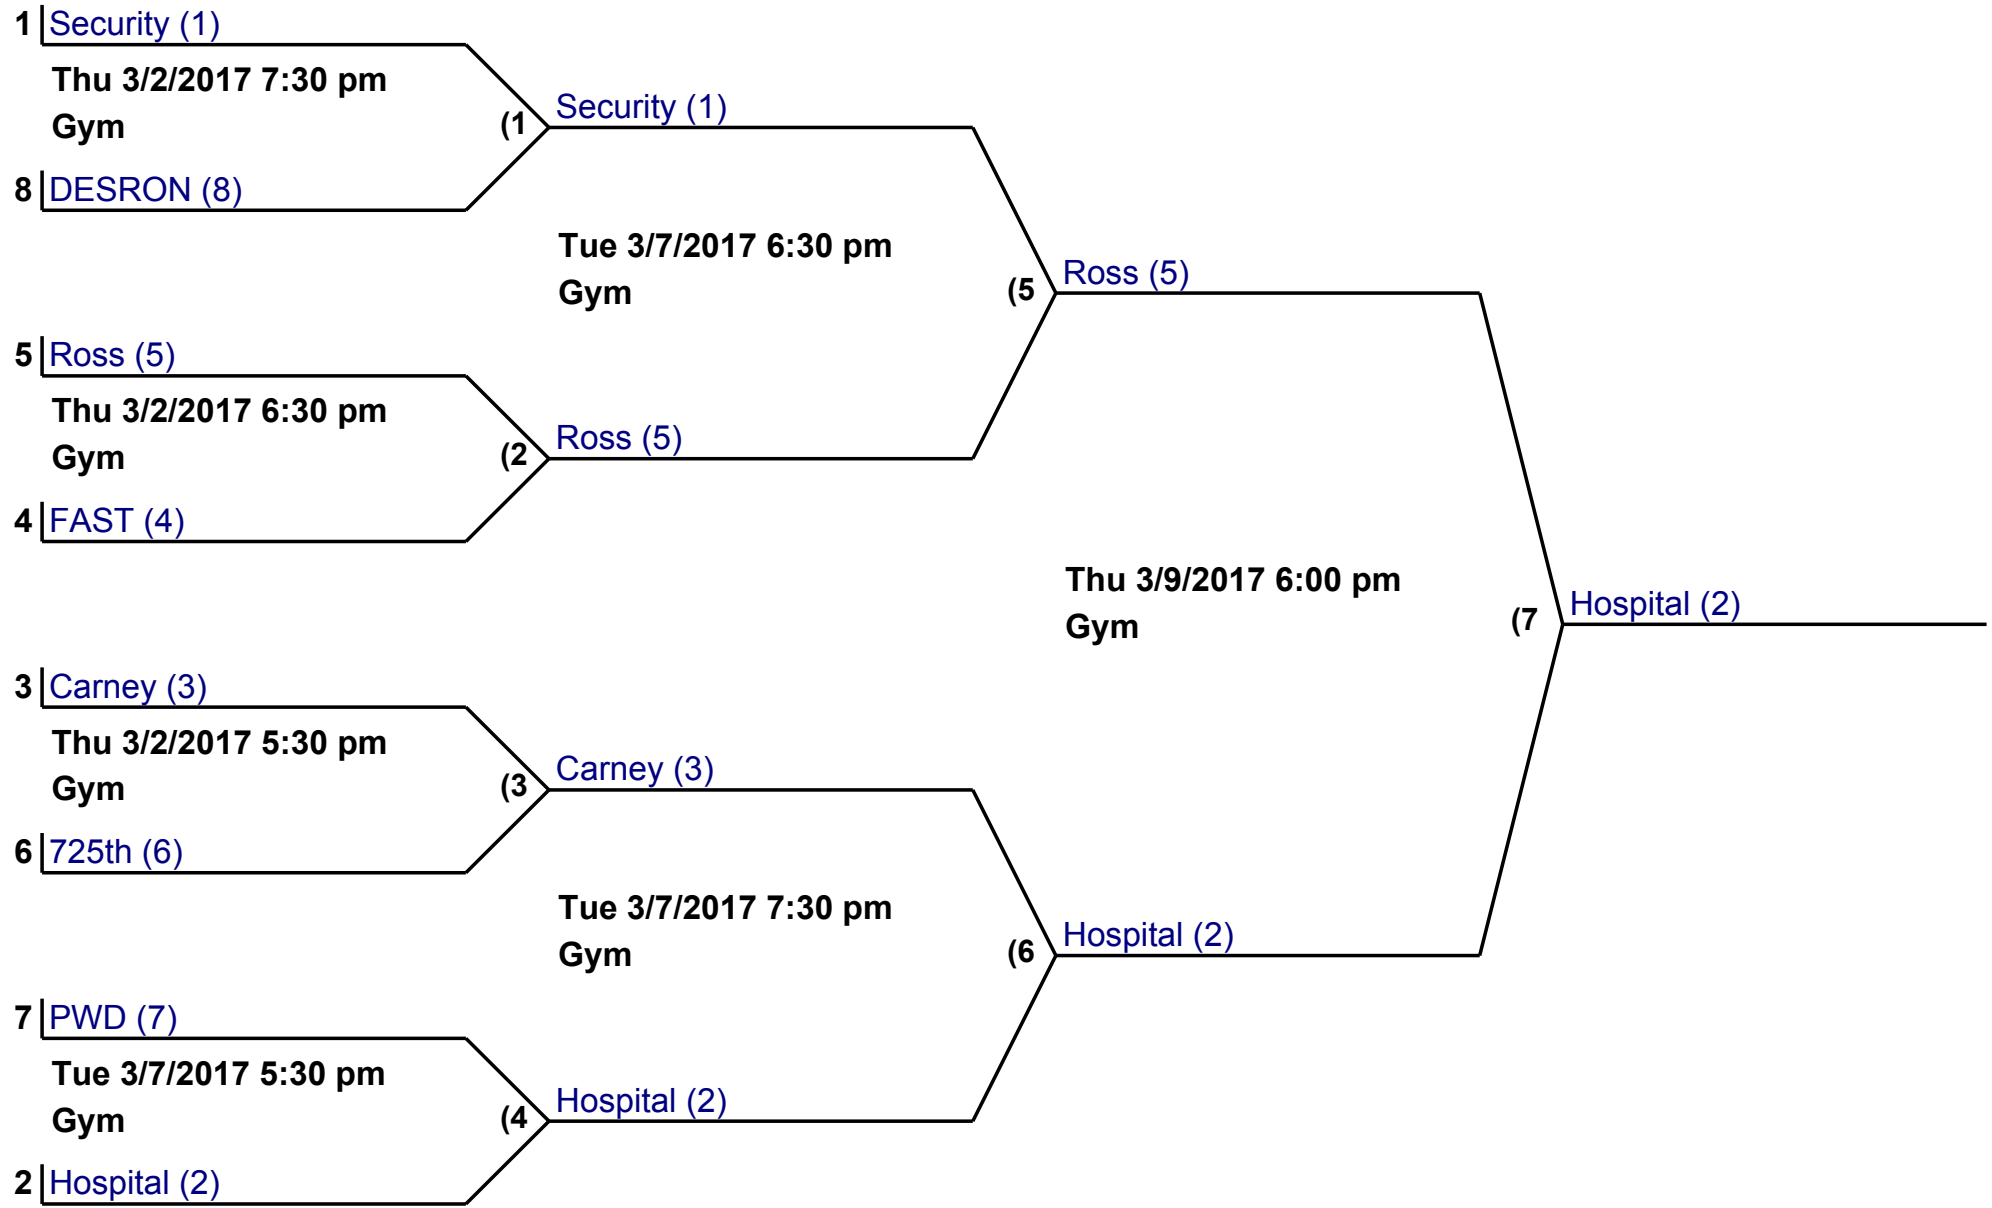 1 Security (1)
Thu 3/2/2017 7:30 pm
Gym
(1
8 DESRON (8)
Security (1)
Tue 3/7/2017 6:30 pm
Gym
(5
5 Ross (5)
Thu 3/2/2017 6:30 pm
Gym
(2
4 FAST (4)
Ross (5)
Ross (5)
Thu 3/9/2017 6:00 pm
Gym
(7
Hospital (2)
3 Carney (3)
Thu 3/2/2017 5:30 pm
Gym
(3
6 725th (6)
Carney (3)
Tue 3/7/2017 7:30 pm
Gym
(6
Hospital (2)
7 PWD (7)
Tue 3/7/2017 5:30 pm
Gym
(4
2 Hospital (2)
Hospital (2)